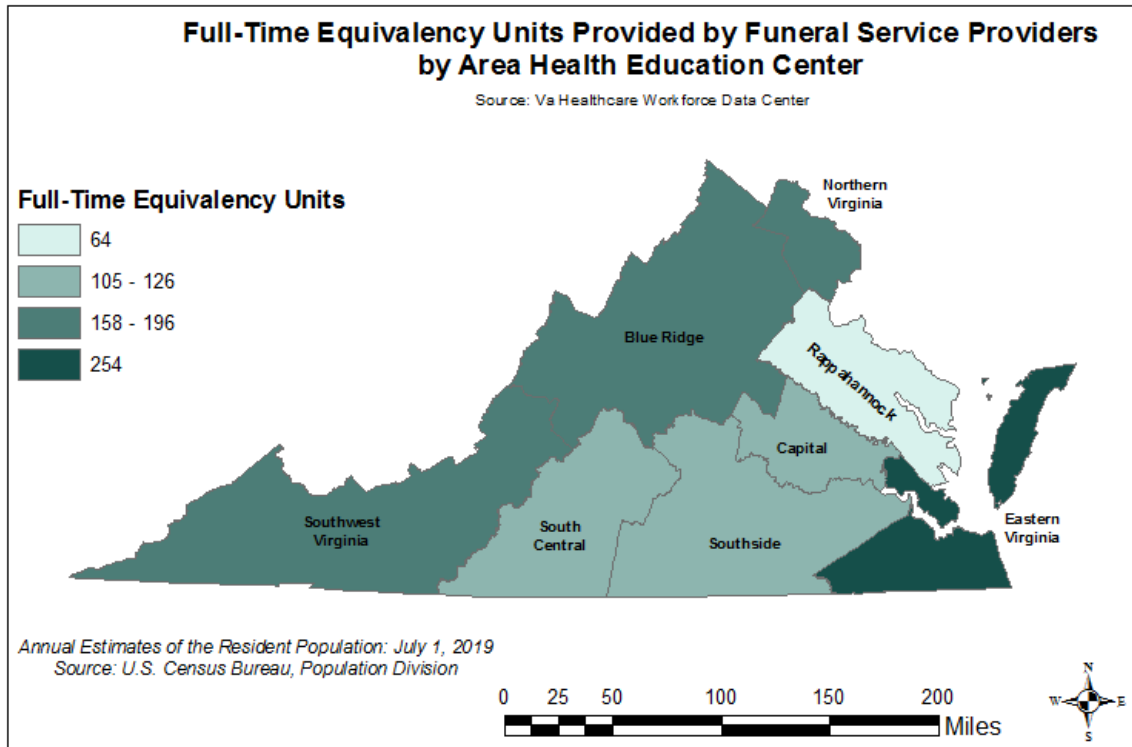 Full-Time Equivalency Units Provided by Funeral Service Providers
by Area Health Education Center
Source: Va Healthcare Workforce Data Center
Full-Time Equivalency Units
64
105 - 126
158 - 196
254
Northern
Virginia
Blue Ridge
Rappahannock
Capital
Southwest
Virginia
South
Central
Southside
Eastern
Virginia
Annual Estimates of the Resident Population: July 1, 2019
Source: U.S. Census Bureau, Population Division
0 25 50 100 150 200
Miles
N
W E
S